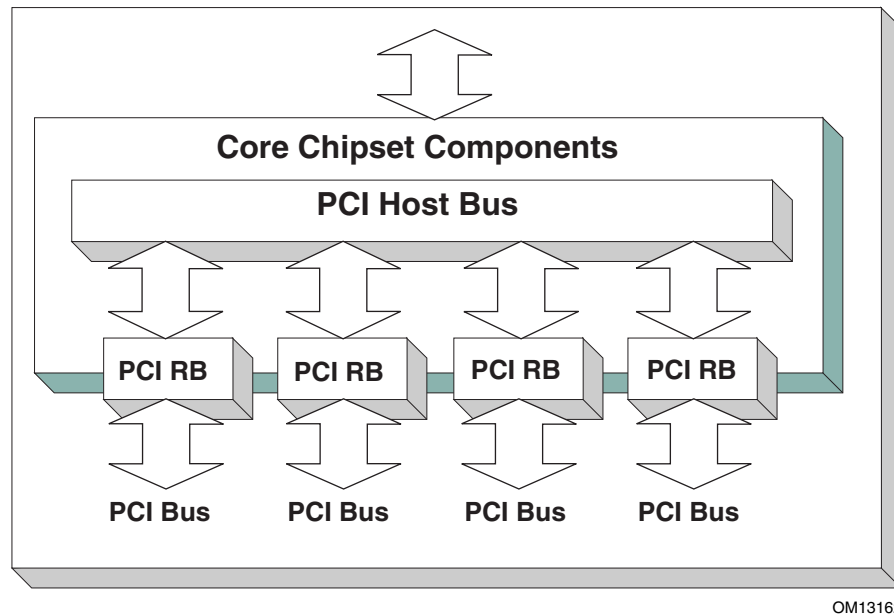 Core Chipset Components
PCI Host Bus
PCI RB PCI RB PCI RB PCI RB
PCI Bus PCI Bus PCI Bus PCI Bus
OM1316